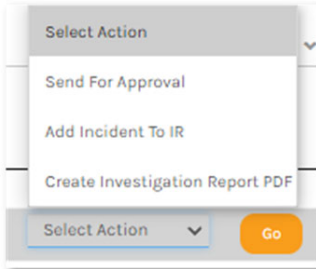 Select Action
Send For Approval
Add Incident To IR
Create Investigation Report PDF
Select Action
Go